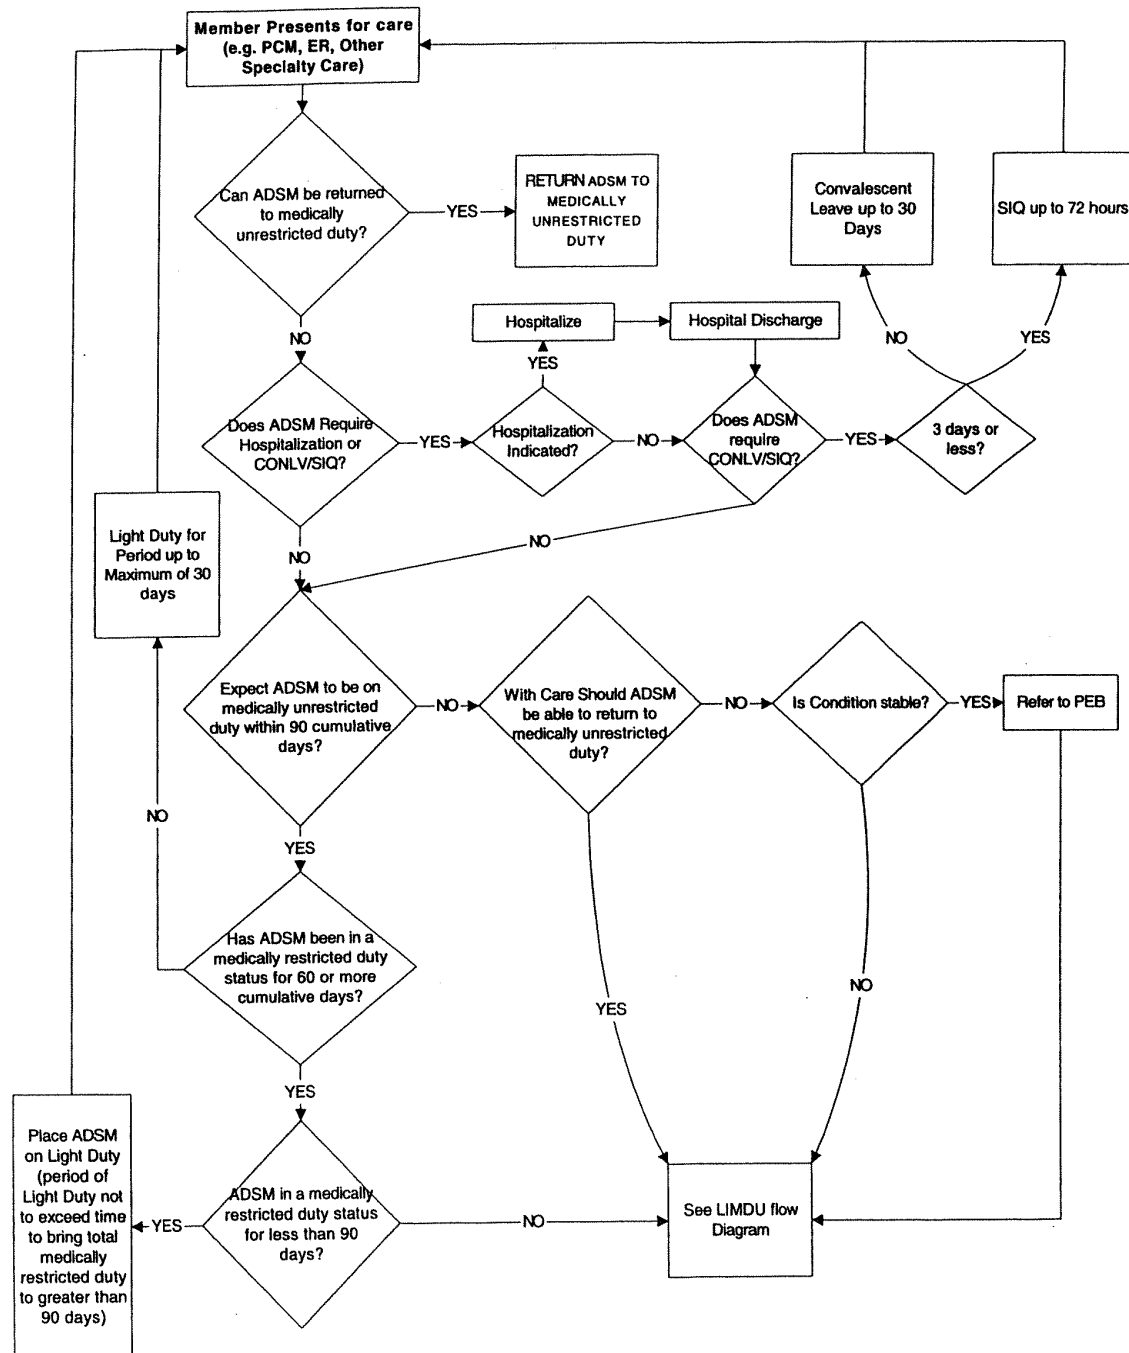 Member Presents for care
(e.g. PCM, ER, Other
Specialty Care)
Can ADSM be returned
to medically
unrestricted duty?
YES
RETURN ADSM TO
MEDICALLY
UNRESTRICTED
DUTY
Convalescent
Leave up to 30
Days
SIQ up to 72 hours
NO
Hospitalize
Hospital Discharge
NO
YES
YES
Does ADSM Require
Hospitalization or
CONLV/SIQ?
YES
Hospitalization
Indicated?
NO
Does ADSM
require
CONLV/SIQ?
YES
3 days or
less?
Light Duty for
Period up to
Maximum of 30
days
NO
NO
Expect ADSM to be on
medically unrestricted
duty within 90 cumulative
days?
NO
With Care Should ADSM
be able to return to
medically unrestricted
duty?
NO
Is Condition stable?
YES
Refer to PEB
NO
YES
Has ADSM been in a
medically restricted duty
status for 60 or more
cumulative days?
YES
NO
YES
Place ADSM
on Light Duty
(period of
Light Duty not
to exceed time
to bring total
medically
restricted duty
to greater than
90 days)
YES
ADSM in a medically
restricted duty status
for less than 90
days?
NO
See LIMDU flow
Diagram